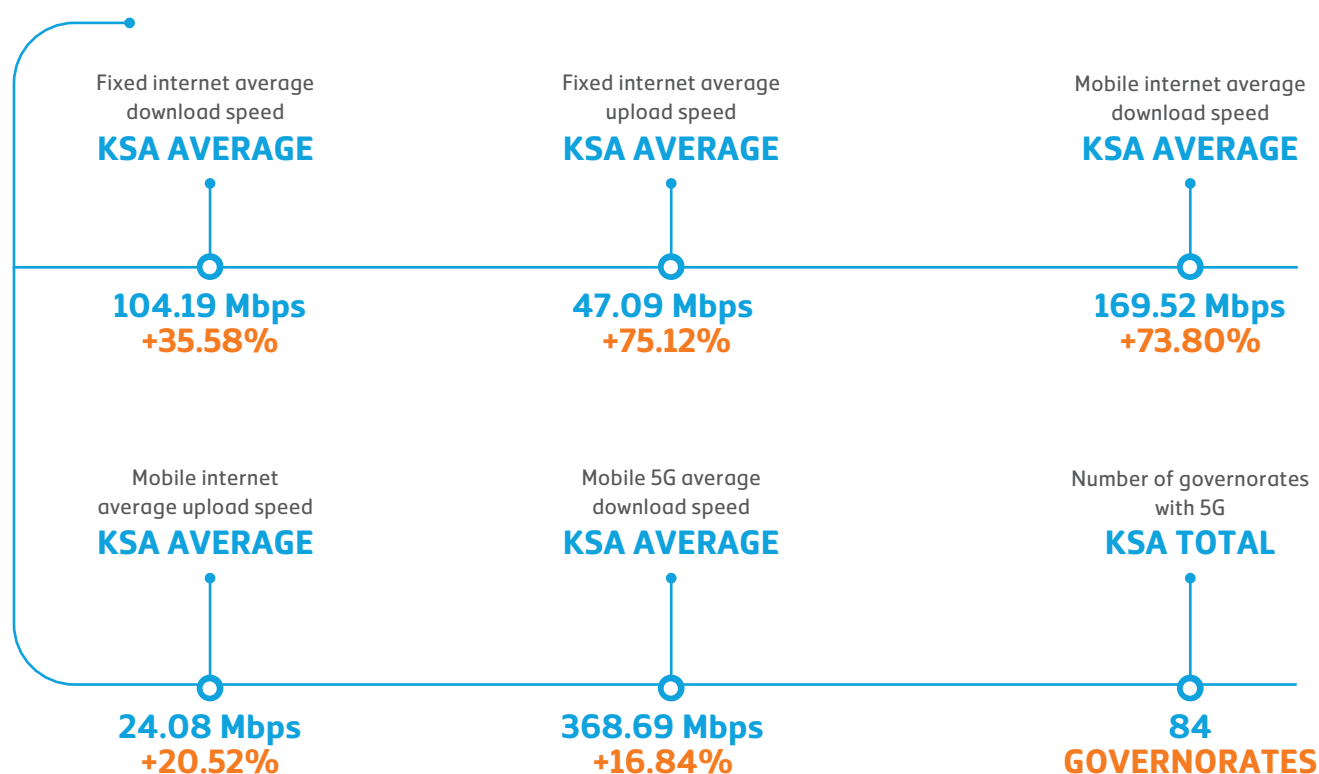 Fixed internet average
download speed
KSA AVERAGE
104.19 Mbps
+35.58%
Fixed internet average
upload speed
KSA AVERAGE
47.09 Mbps
+75.12%
Mobile internet average
download speed
KSA AVERAGE
169.52 Mbps
+73.80%
Mobile internet
average upload speed
KSA AVERAGE
24.08 Mbps
+20.52%
Mobile 5G average
download speed
KSA AVERAGE
368.69 Mbps
+16.84%
Number of governorates
with 5G
KSA TOTAL
84
GOVERNORATES